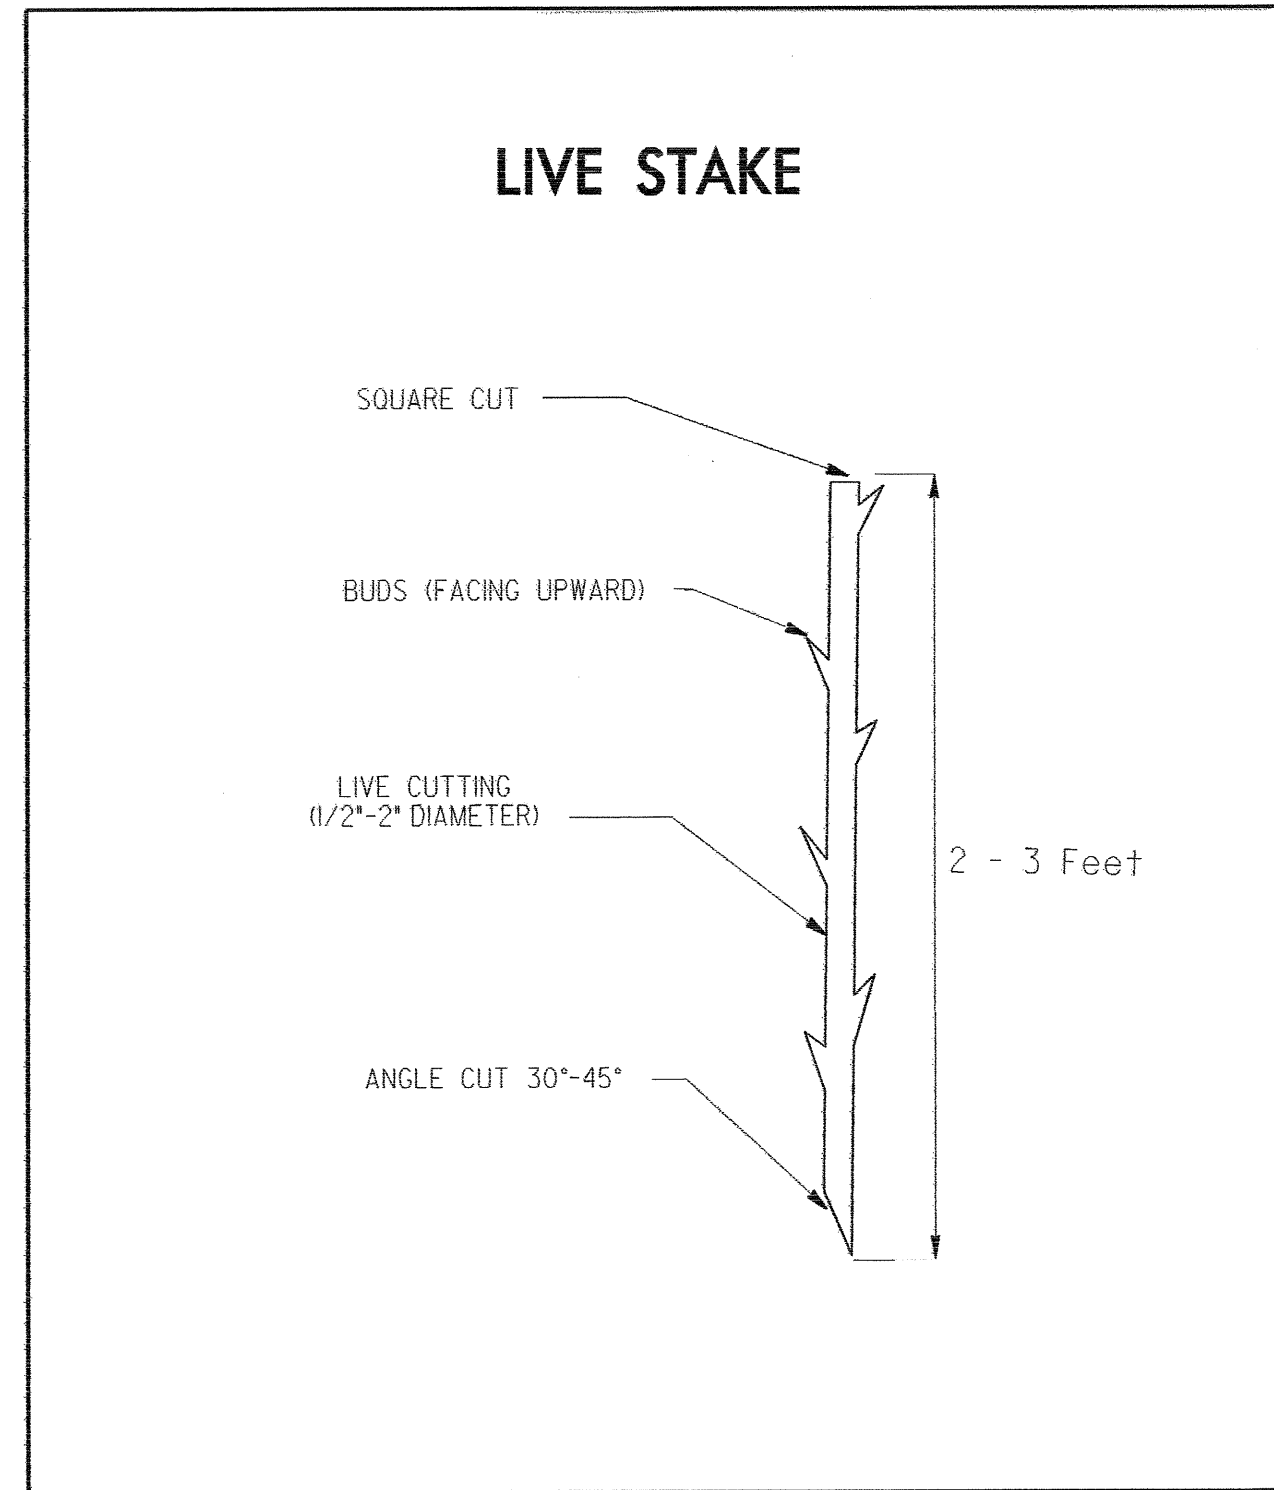 LIVE STAKE
SQUARE CUT
BUDS (FACING UPWARD)
LIVE CUTTING
(1/2"-2" DIAMETER)
2 - 3 Feet
ANGLE CUT 30°-45°